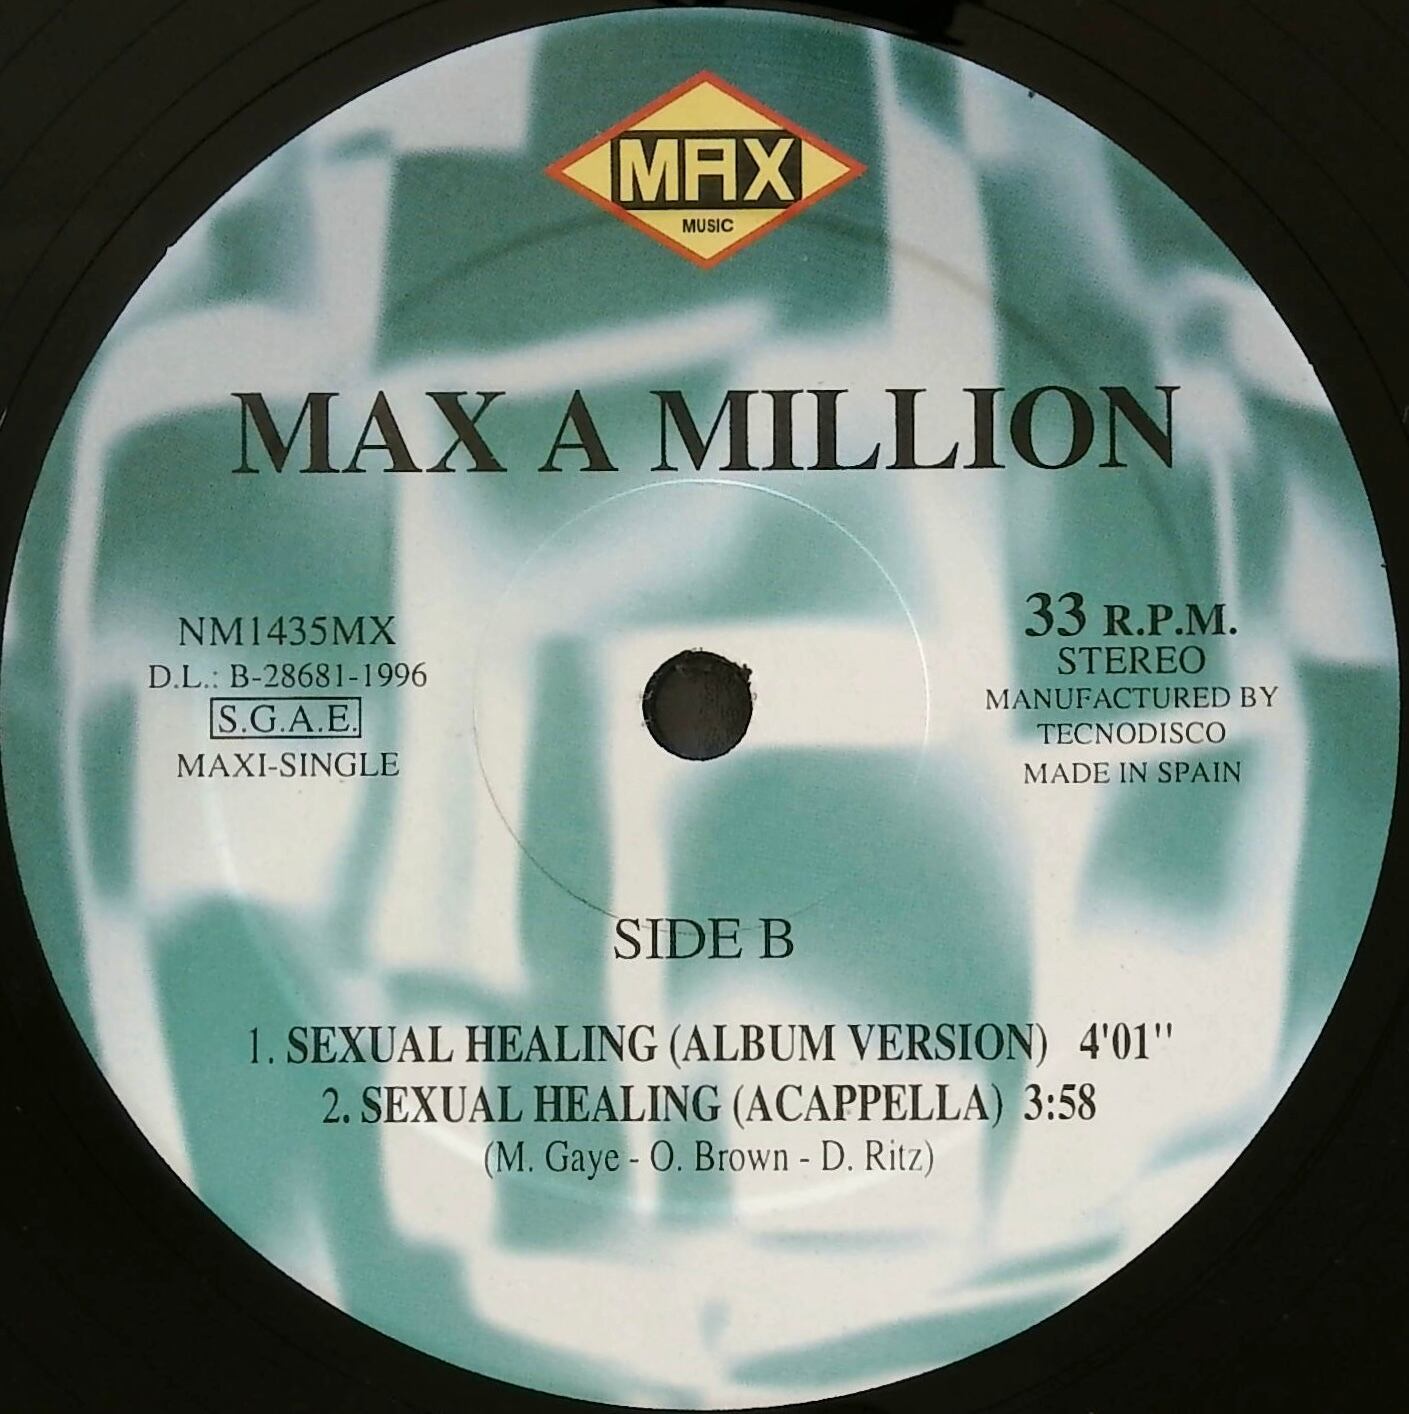 MAX
MUSIC
MAX A MILLION
NM1435MX
D.L.: B-28681-1996
S.G.A.E.
MAXI-SINGLE
33 R.P.M.
STEREO
MANUFACTURED BY
TECNODISCO
MADE IN SPAIN
SIDE B
1. SEXUAL HEALING (ALBUM VERSION) 4'01''
2. SEXUAL HEALING (ACAPPELLA) 3:58
(M. Gaye - O. Brown - D. Ritz)